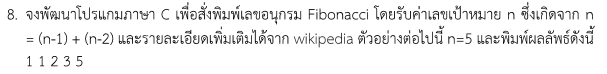 8. จงพัฒนาโปรแกมภาษา C เพื่อสั่งพิมพ์เลขอนุกรม Fibonacci โดยรับค่าเลขเป้าหมาย n ซึ่งเกิดจาก n
= (n-1) + (n-2) และรายละเอียดเพิ่มเติมได้จาก wikipedia ตัวอย่างต่อไปนี้ n=5 และพิมพ์ผลลัพธ์ดังนี้
1 1 2 3 5